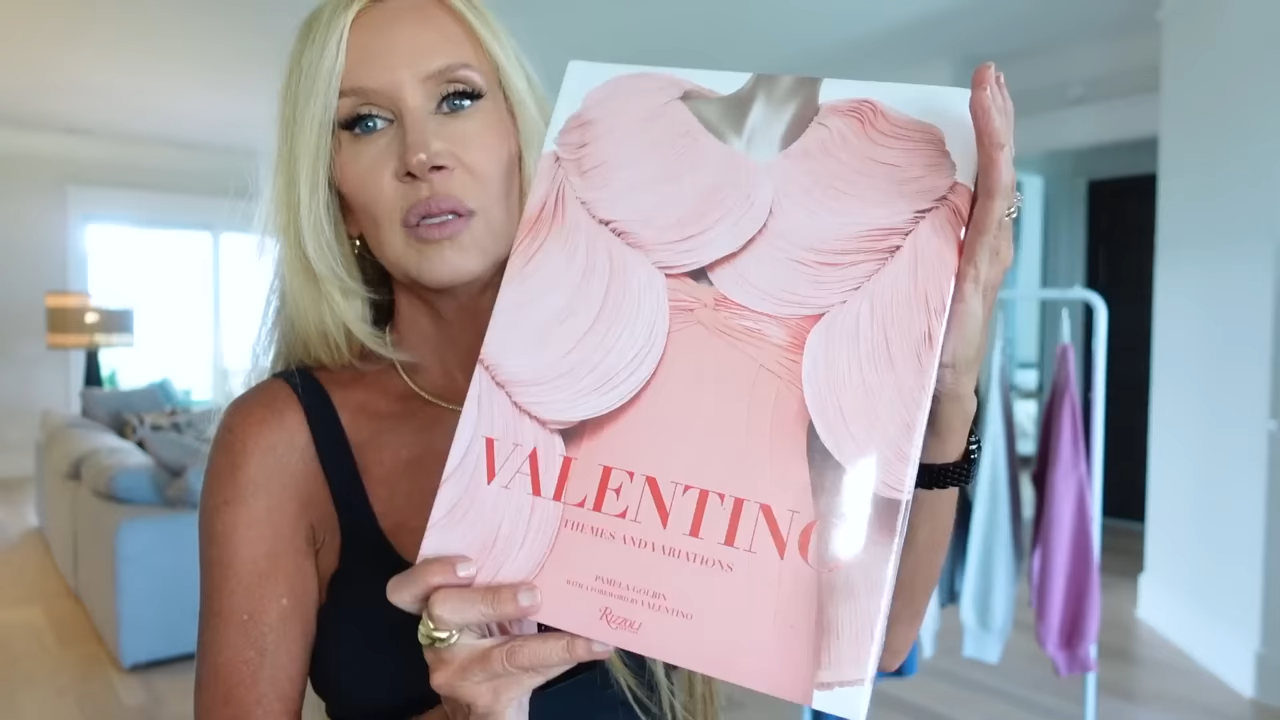 VALENTINO
THEMES AND VARIATIONS
PAMELA GOLBIN
WITH A FOREWORD BY VALENTINO
RIZZOLI